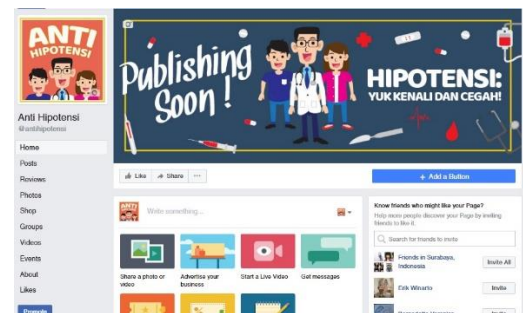 ANTI
HIPOTENSI
Publishing
Soon !
HIPOTENSI:
YUK KENALI DAN CEGAH!
Anti Hipotensi
@antihipotensi
Home
Posts
Reviews
Photos
Shop
Groups
Videos
Events
About
Likes
Promote
Like
Share
+ Add a Button
ANTI
Write something...
Share a photo or
video
Advertise your
business
Start a Live Video
Get messages
Know friends who might like your Page?
Help more people discover your Page by inviting
friends to like it.
Search for friends to invite
Friends in Surabaya,
Indonesia
Invite All
Erik Winarto
Invite